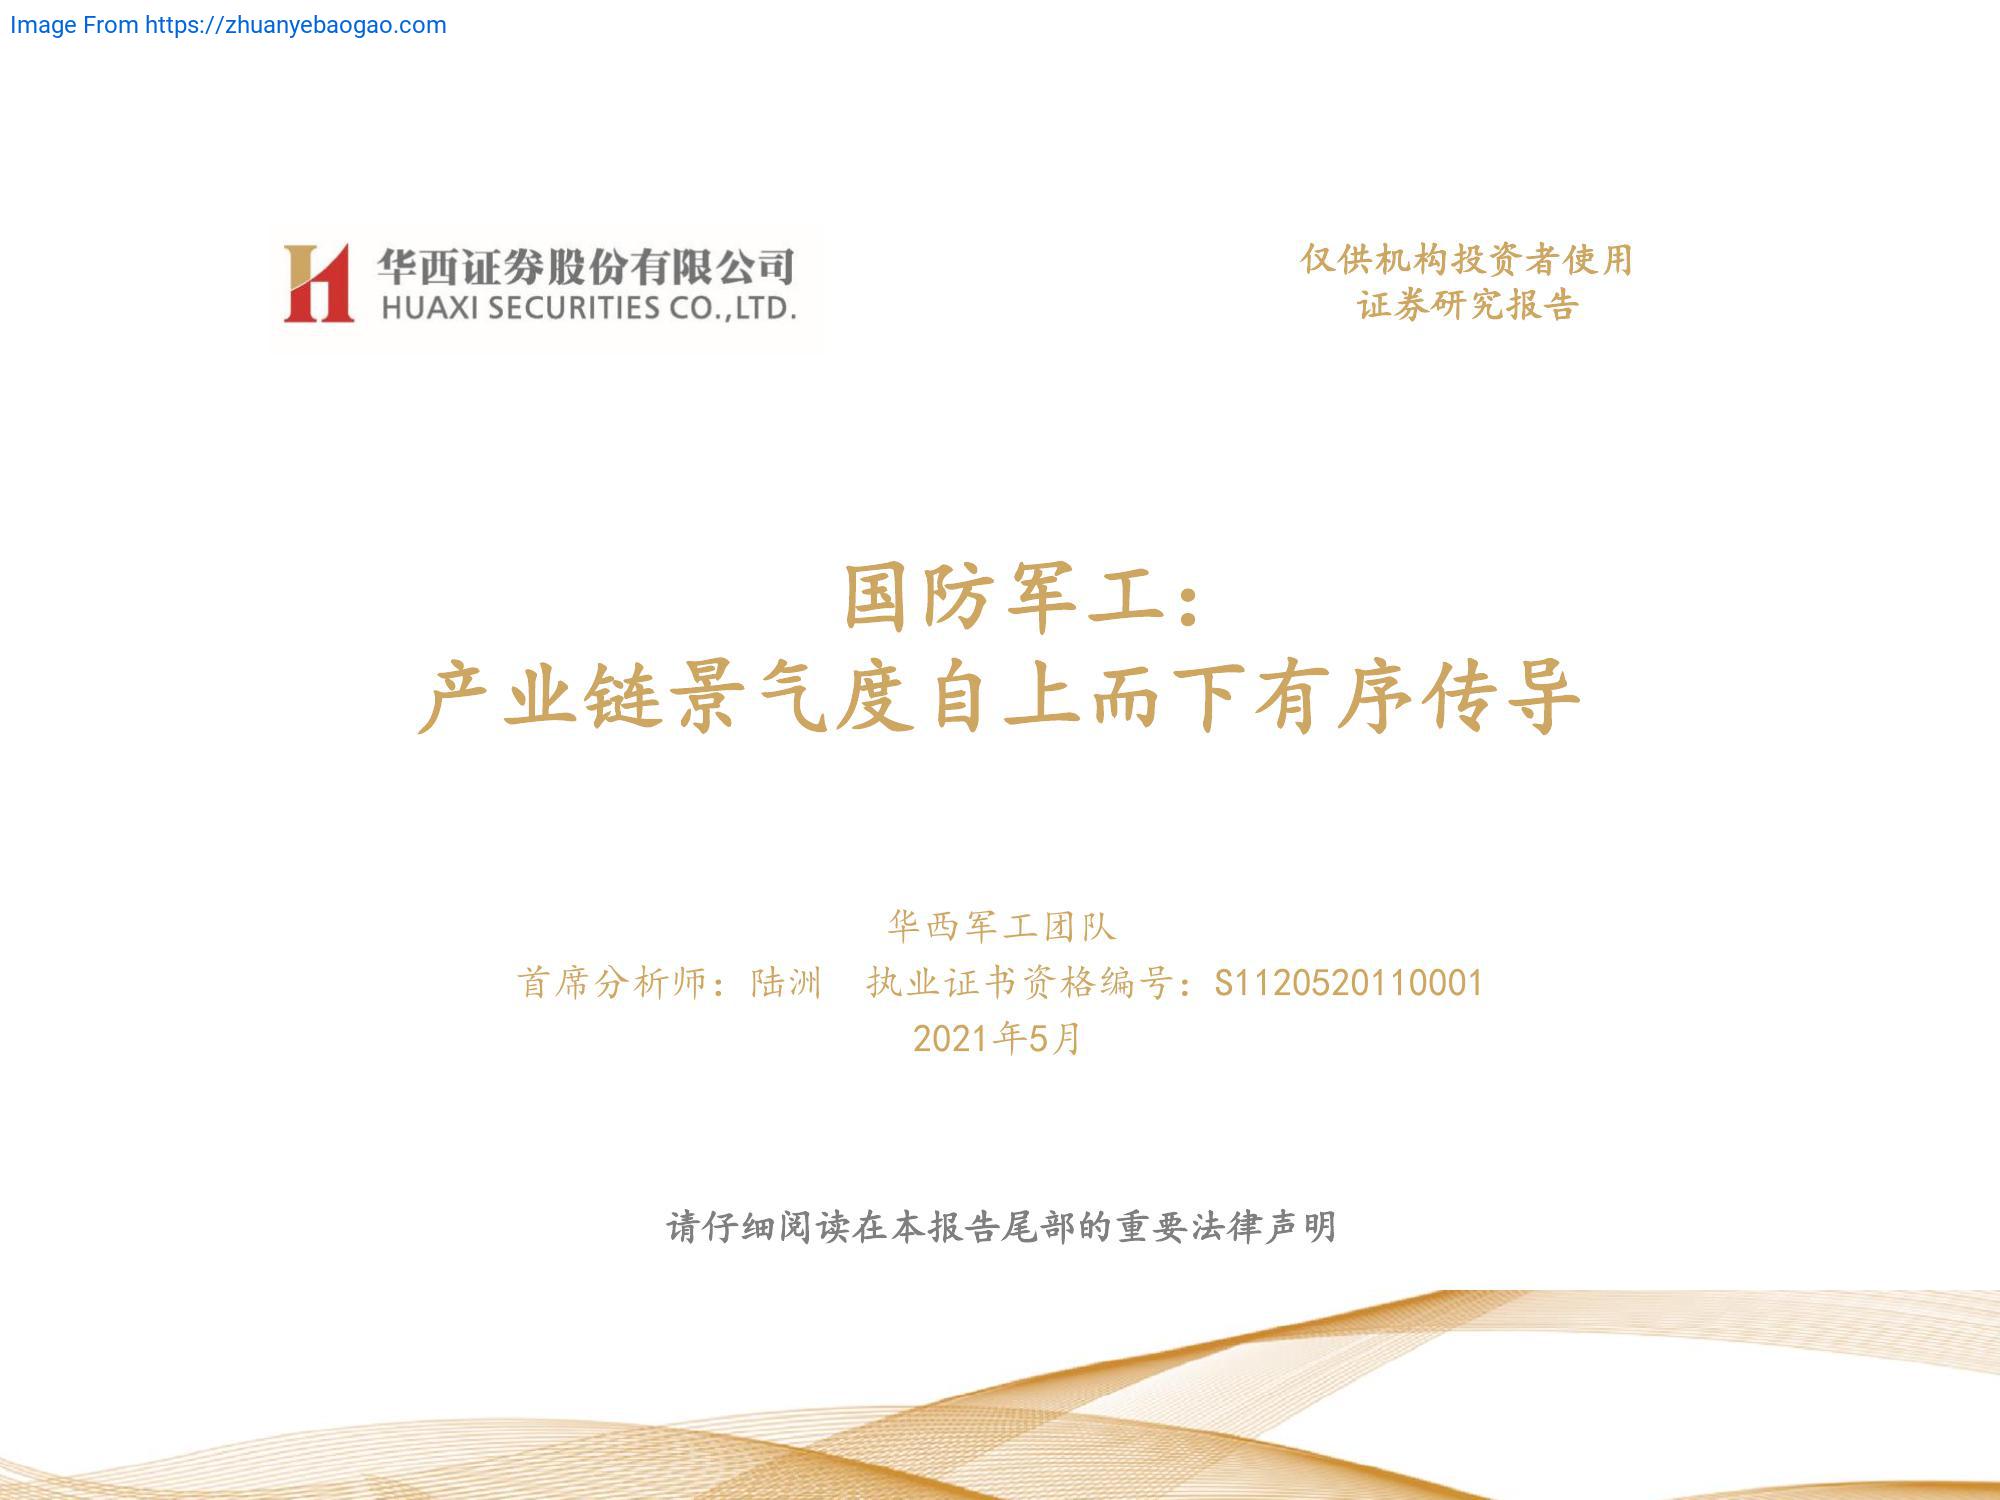 Image From https://zhuanyebaogao.com
华西证券股份有限公司
HUAXI SECURITIES CO.,LTD.
仅供机构投资者使用
证券研究报告
国防军工：
产业链景气度自上而下有序传导
华西军工团队
首席分析师：陆洲 执业证书资格编号：S1120520110001
2021年5月
请仔细阅读在本报告尾部的重要法律声明